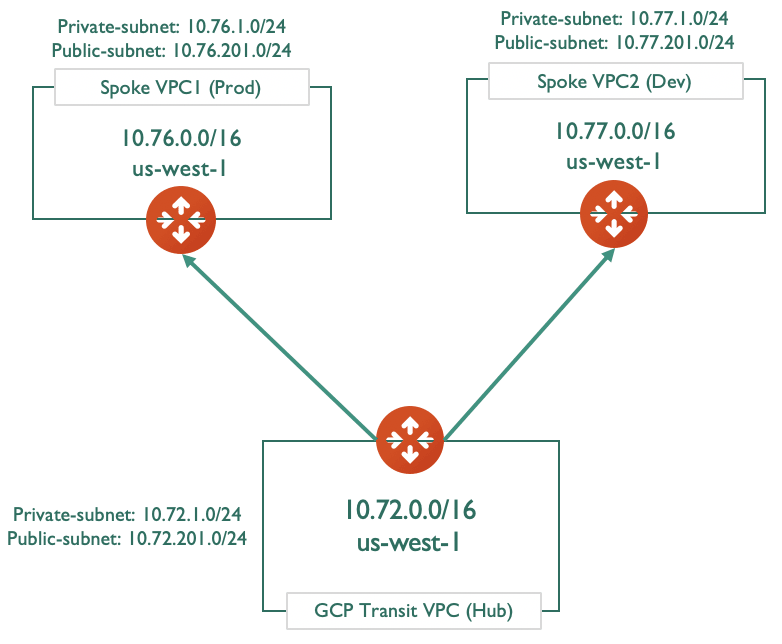 Private-subnet: 10.76.1.0/24
Public-subnet: 10.76.201.0/24
Spoke VPC1 (Prod)
10.76.0.0/16
us-west-1
Private-subnet: 10.77.1.0/24
Public-subnet: 10.77.201.0/24
Spoke VPC2 (Dev)
10.77.0.0/16
us-west-1
Private-subnet: 10.72.1.0/24
Public-subnet: 10.72.201.0/24
10.72.0.0/16
us-west-1
GCP Transit VPC (Hub)